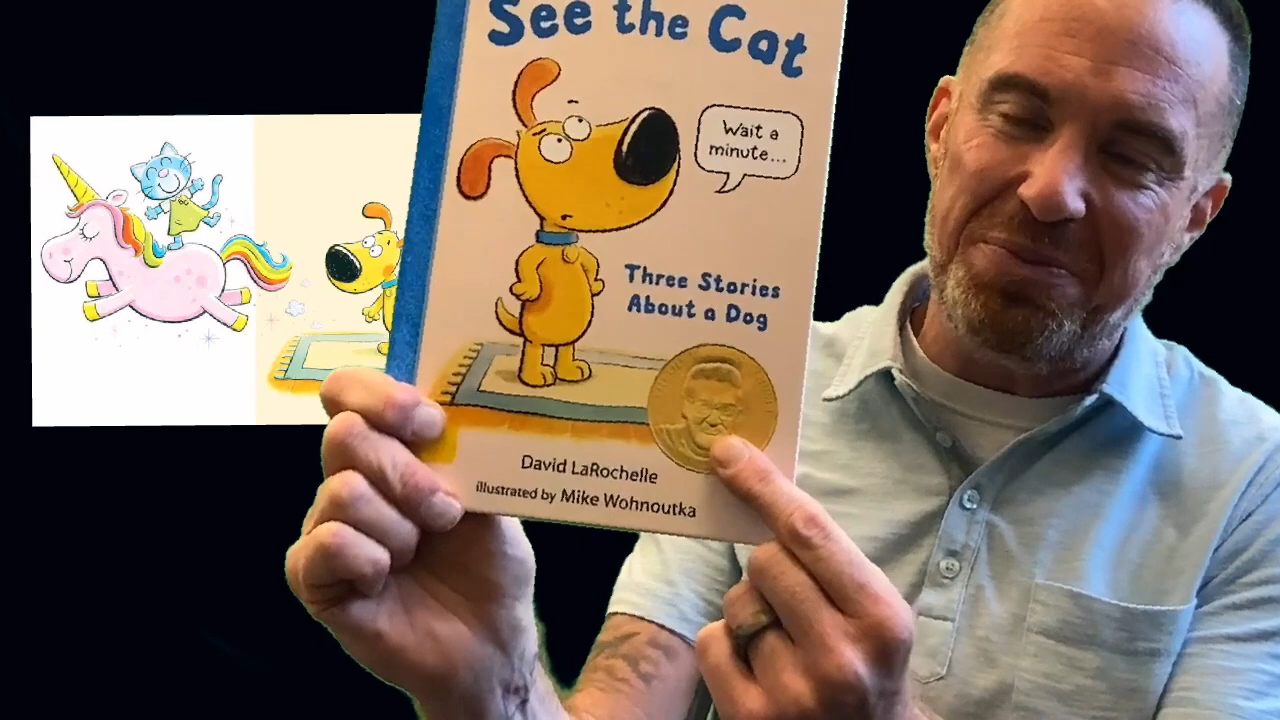 See the Cat
Wait a
minute...
Three Stories
About a Dog
David LaRochelle
illustrated by Mike Wohnoutka